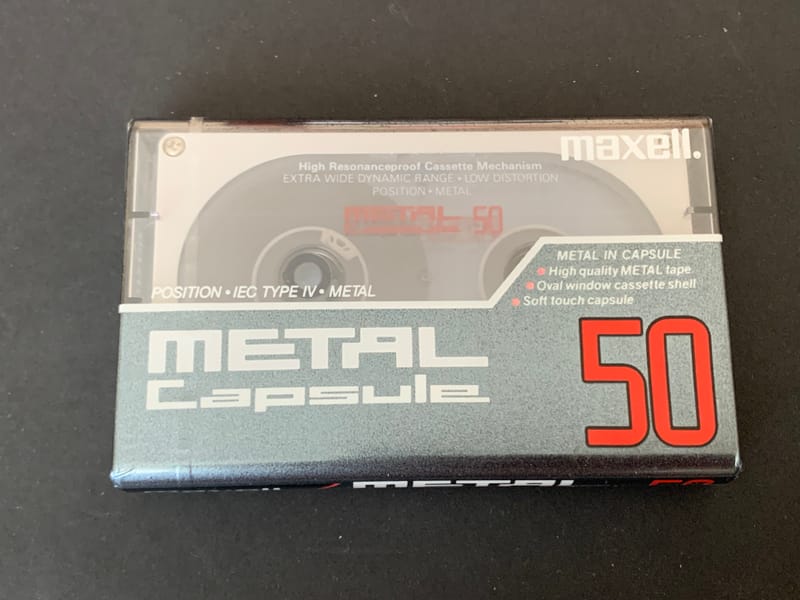 maxell®
High Resonanceproof Cassette Mechanism
EXTRA WIDE DYNAMIC RANGE • LOW DISTORTION
POSITION • METAL
METAL 50
METAL IN CAPSULE
• High quality METAL tape
• Oval window cassette shell
• Soft touch capsule
POSITION • IEC TYPE IV • METAL
METAL
Capsule
50
METAL 50